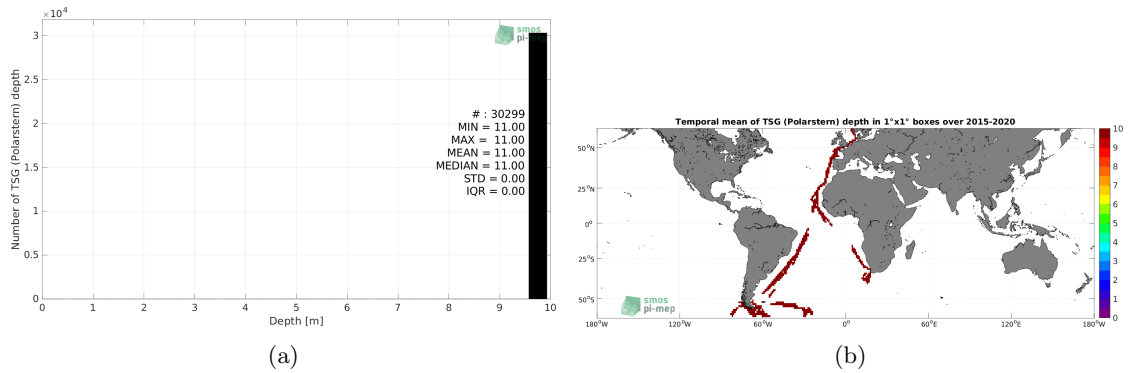 ×10⁴
3
2.5
2
1.5
1
0.5
0
Number of TSG (Polarstern) depth
smos
pi-mep
# : 30299
MIN = 11.00
MAX = 11.00
MEAN = 11.00
MEDIAN = 11.00
STD = 0.00
IQR = 0.00
0 1 2 3 4 5 6 7 8 9 10
Depth [m]
(a)
Temporal mean of TSG (Polarstern) depth in 1°x1° boxes over 2015-2020
50°N
25°N
0°
25°S
50°S
180°W 120°W 60°W 0° 60°E 120°E 180°W
smos
pi-mep
10
9
8
7
6
5
4
3
2
1
0
(b)